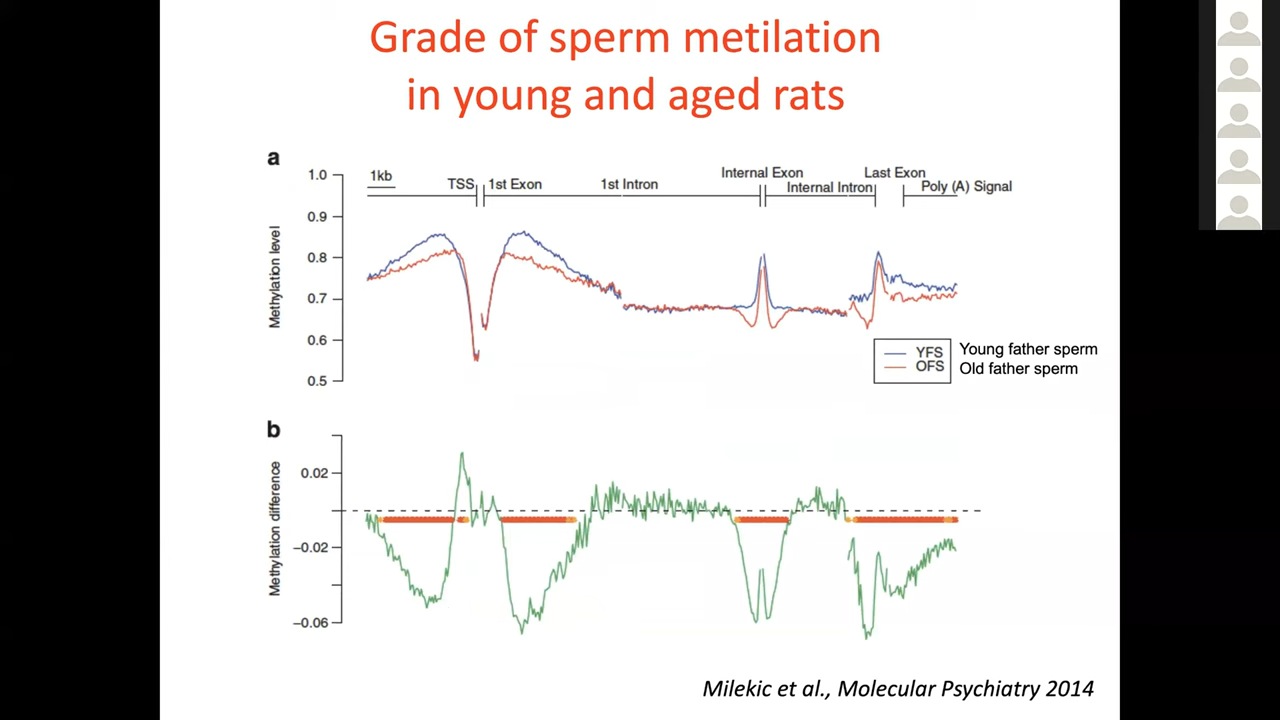 Grade of sperm metilation
in young and aged rats
a
1kb
TSS
1st Exon
1st Intron
Internal Exon
Internal Intron
Last Exon
Poly (A) Signal
Methylation level
1.0
0.9
0.8
0.7
0.6
0.5
YFS Young father sperm
OFS Old father sperm
b
Methylation difference
0.02
−0.02
−0.06
Milekic et al., Molecular Psychiatry 2014